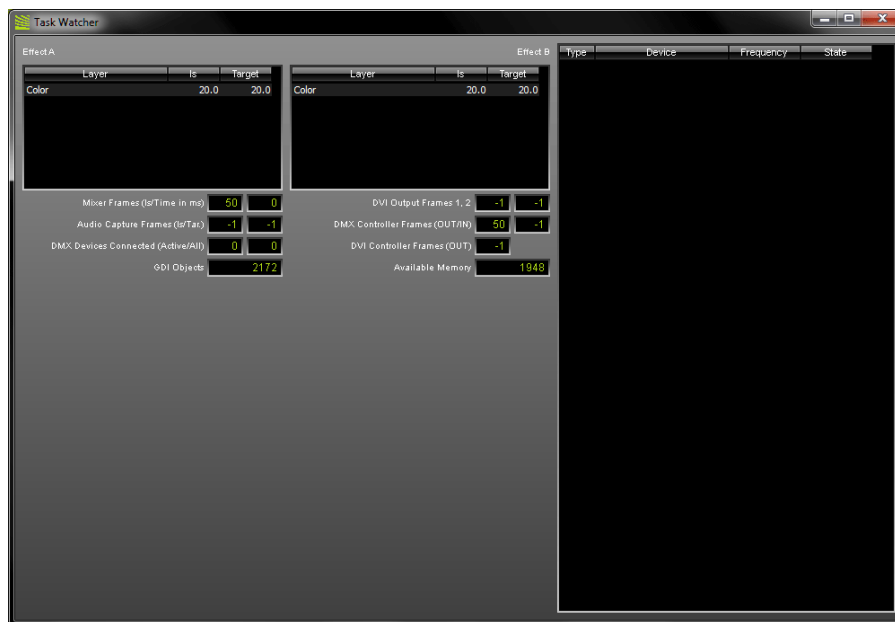 Task Watcher
Effect A Effect B
Type Device Frequency State
Layer Is Target
Color 20.0 20.0
Layer Is Target
Color 20.0 20.0
Mixer Frames (Is/Time in ms) 50 0
DVI Output Frames 1, 2 -1 -1
Audio Capture Frames (Is/Tar.) -1 -1
DMX Controller Frames (OUT/IN) 50 -1
DMX Devices Connected (Active/All) 0 0
DVI Controller Frames (OUT) -1
GDI Objects 2172
Available Memory 1948